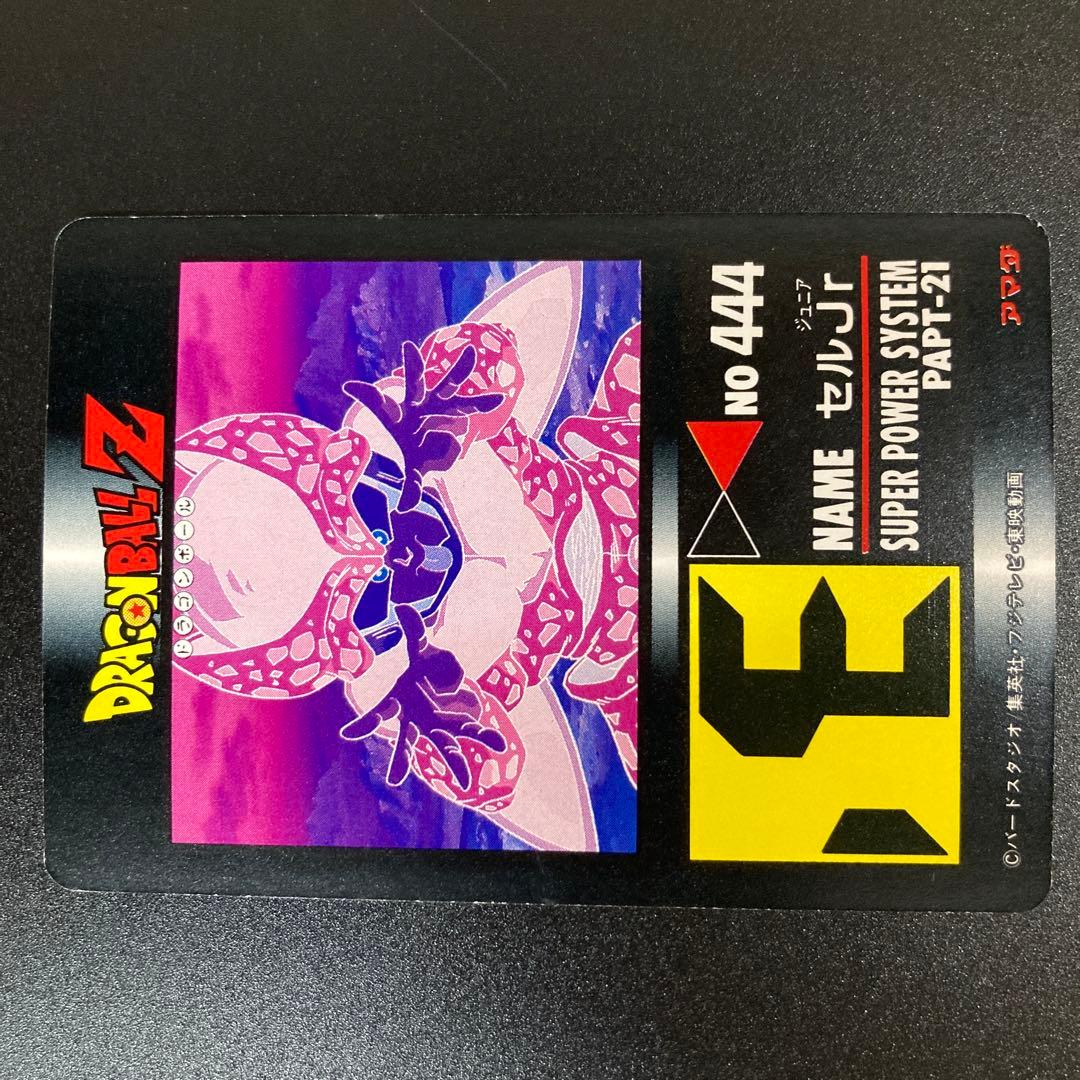 DRAGONBALL Z
ドラゴンボール
NO 444
ジュニア
NAME セルJr
SUPER POWER SYSTEM
PAPT-21
©バードスタジオ 集英社・フジテレビ・東映動画
アマダ